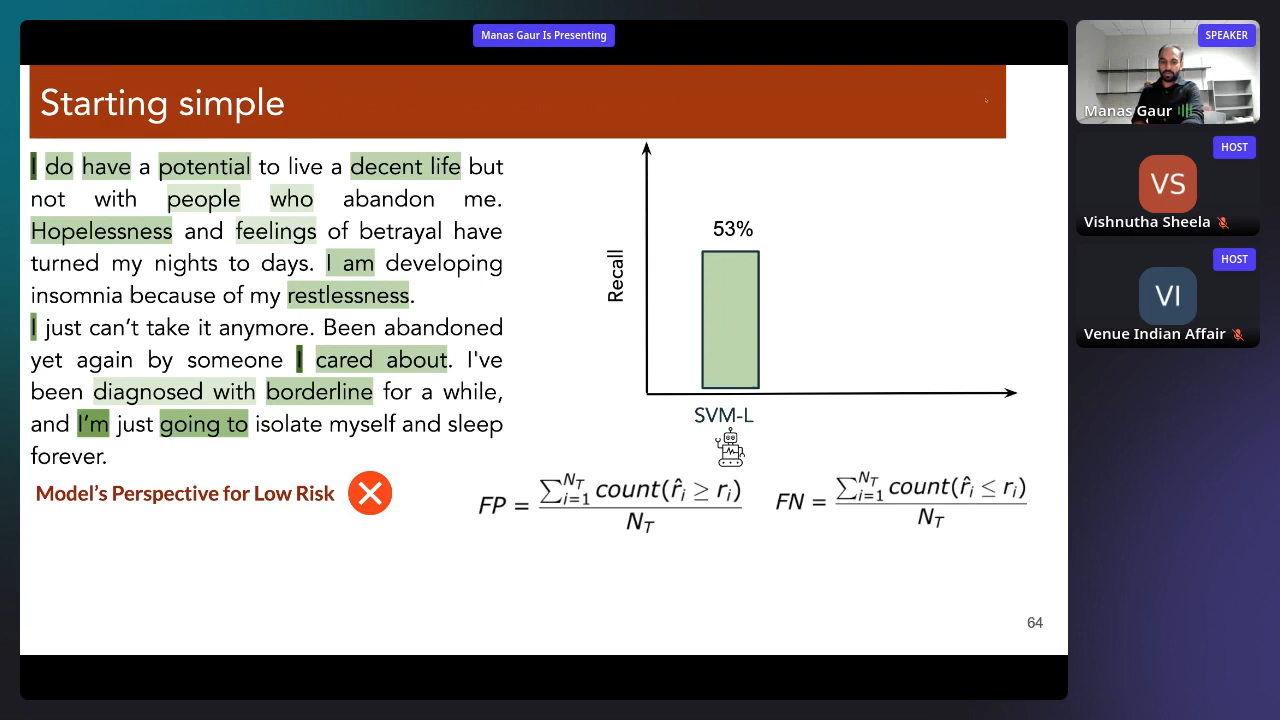 Manas Gaur Is Presenting
Starting simple
I do have a potential to live a decent life but
not with people who abandon me.
Hopelessness and feelings of betrayal have
turned my nights to days. I am developing
insomnia because of my restlessness.
I just can't take it anymore. Been abandoned
yet again by someone I cared about. I've
been diagnosed with borderline for a while,
and I'm just going to isolate myself and sleep
forever.
Model's Perspective for Low Risk
53%
Recall
SVM-L
FP = ∑_{i=1}^{N_T} count(r̂_i ≥ r_i) / N_T
FN = ∑_{i=1}^{N_T} count(r̂_i ≤ r_i) / N_T
64
SPEAKER
Manas Gaur
HOST
VS
Vishnutha Sheela
HOST
VI
Venue Indian Affair